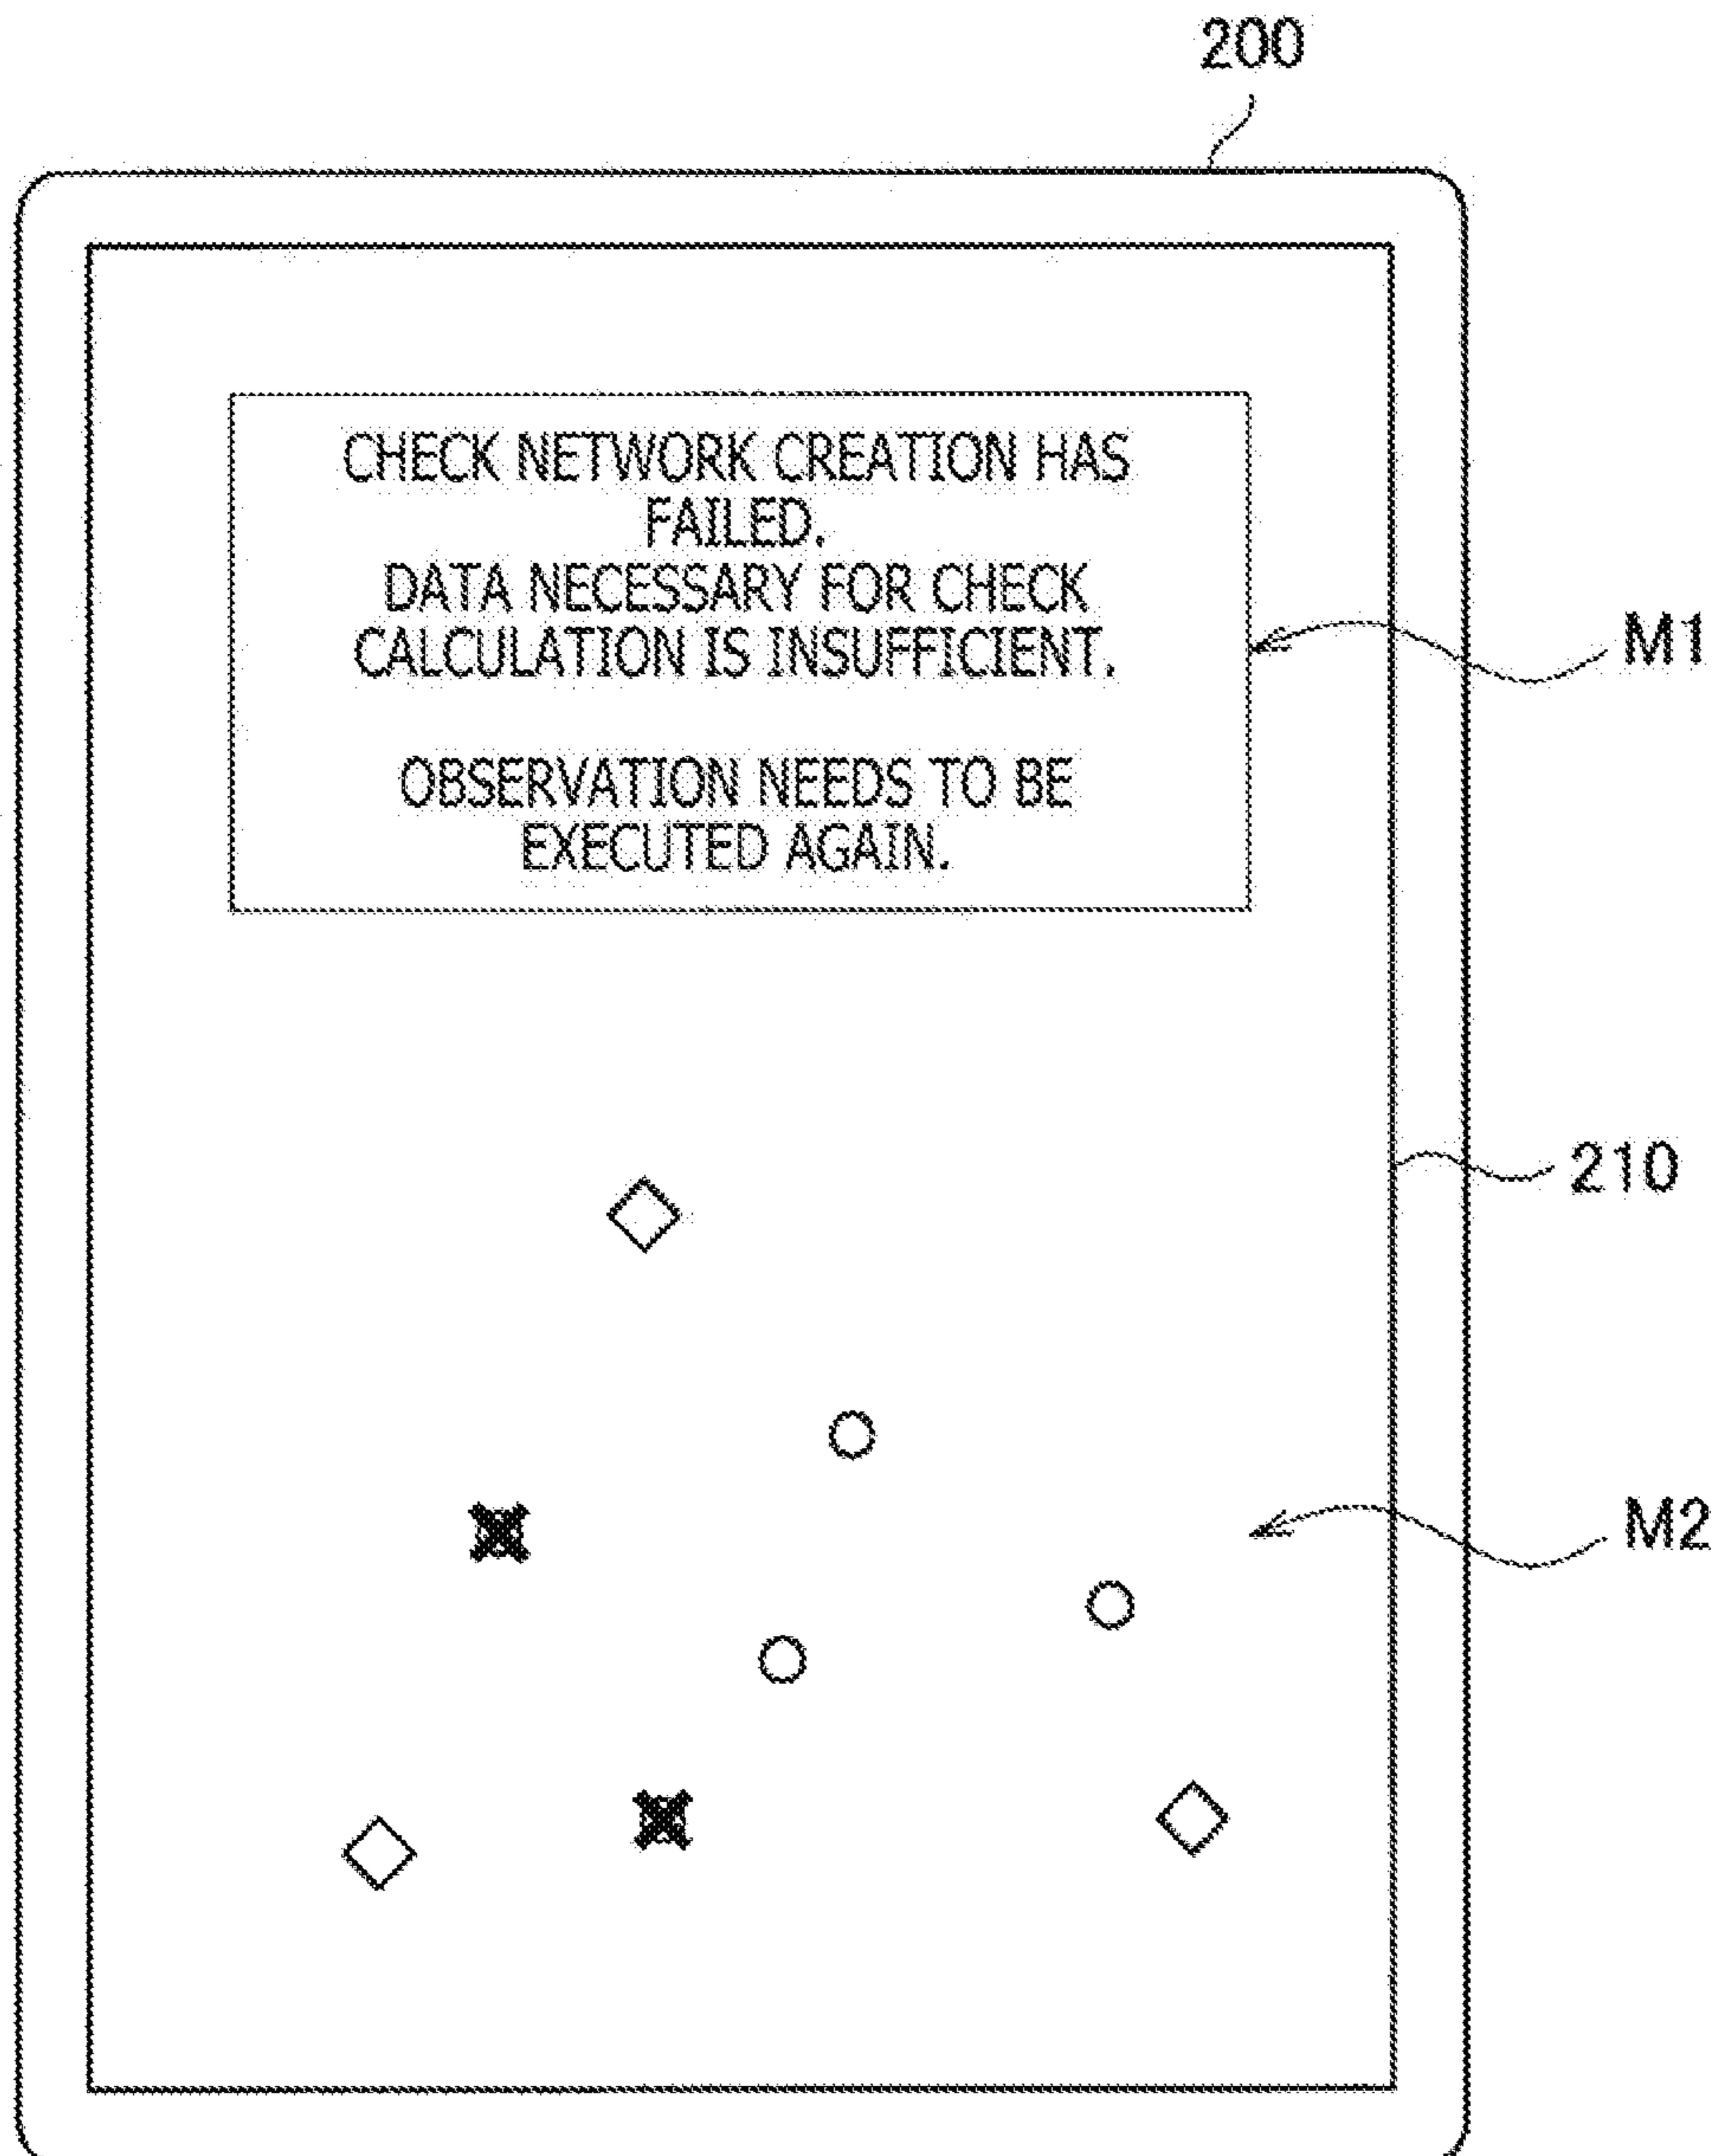 200
CHECK NETWORK CREATION HAS
FAILED.
DATA NECESSARY FOR CHECK
CALCULATION IS INSUFFICIENT.
OBSERVATION NEEDS TO BE
EXECUTED AGAIN.
M1
210
M2